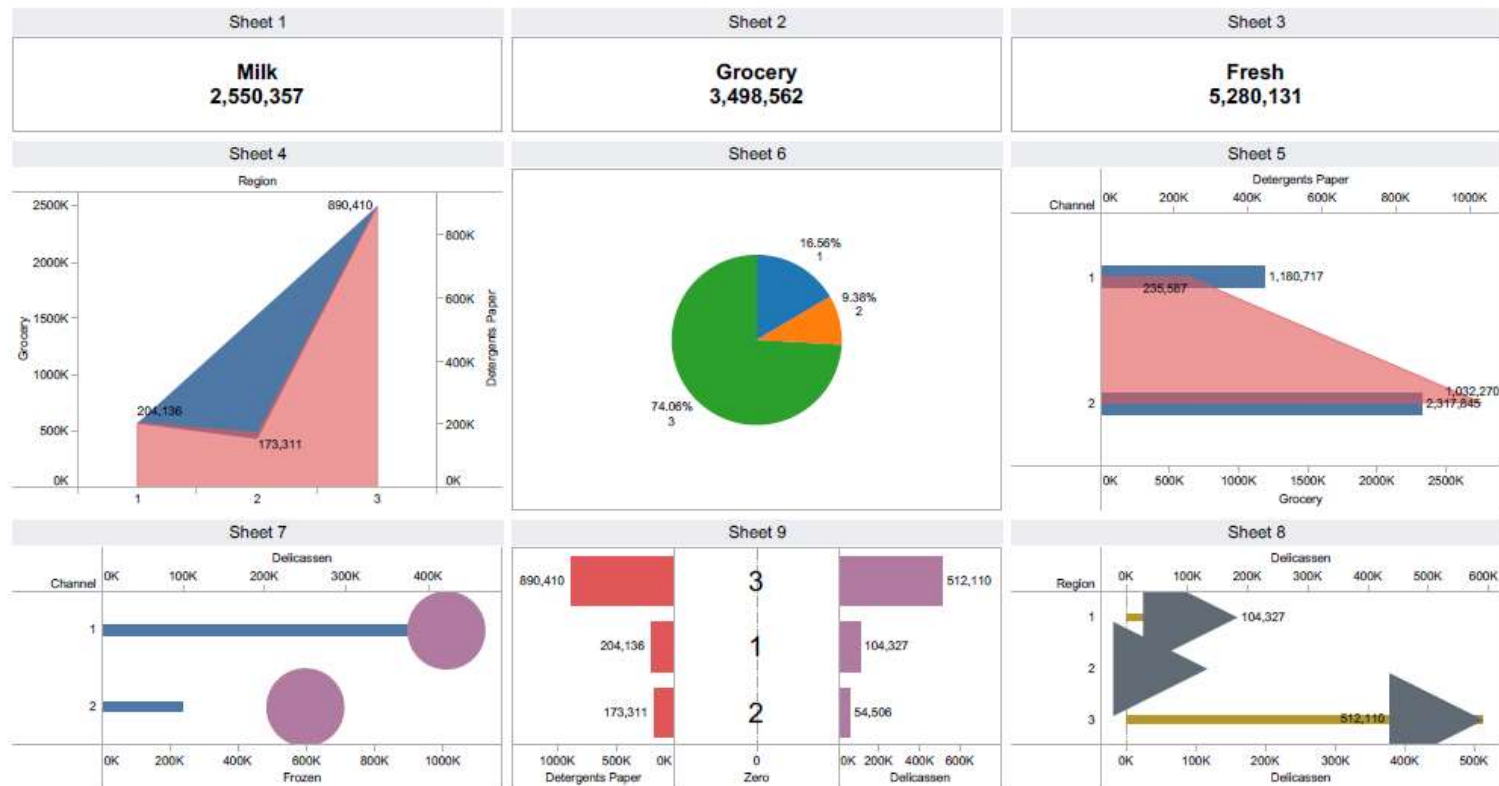 Sheet 1
Milk
2,550,357
Sheet 2
Grocery
3,498,562
Sheet 3
Fresh
5,280,131
Sheet 4
Region
2500K
2000K
1500K
1000K
500K
0K
Grocery
890,410
204,136
173,311
800K
600K
400K
200K
0K
Detergents Paper
1 2 3
Sheet 6
16.56%
1
9.38%
2
74.06%
3
Sheet 5
Detergents Paper
Channel 0K 200K 400K 600K 800K 1000K
1 1,180,717
235,587
1,032,270
2 2,317,845
0K 500K 1000K 1500K 2000K 2500K
Grocery
Sheet 7
Delicassen
Channel 0K 100K 200K 300K 400K
1
2
0K 200K 400K 600K 800K 1000K
Frozen
Sheet 9
890,410 3 512,110
204,136 1 104,327
173,311 2 54,506
1000K 500K 0K 0 0K 200K 400K 600K
Detergents Paper Zero Delicassen
Sheet 8
Delicassen
Region 0K 100K 200K 300K 400K 500K 600K
1 104,327
2
3 512,110
0K 100K 200K 300K 400K 500K
Delicassen